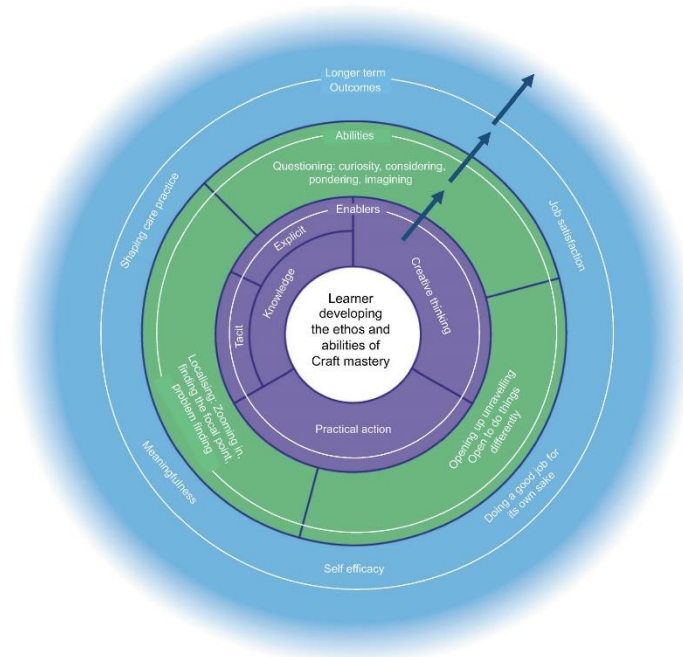 Longer term
Outcomes
Abilities
Questioning: curiosity, considering,
pondering, imagining
Enablers
Explicit
Knowledge
Tacit
Creative thinking
Learner
developing
the ethos and
abilities of
Craft mastery
Practical action
Shaping care practice
Job satisfaction
Localising: Zooming in,
finding the focal point,
problem finding
Opening up unravelling
Open to do things
differently
Meaningfulness
Doing a good job for
its own sake
Self efficacy